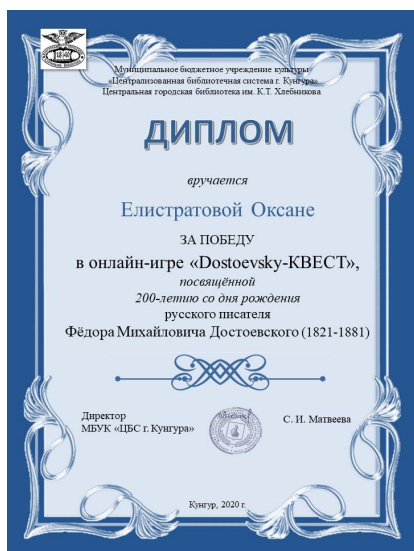 1840
Муниципальное бюджетное учреждение культуры
«Централизованная библиотечная система г. Кунгура»
Центральная городская библиотека им. К.Т. Хлебникова
ДИПЛОМ
вручается
Елистратовой Оксане
ЗА ПОБЕДУ
в онлайн-игре «Dostoevsky-КВЕСТ»,
посвящённой
200-летию со дня рождения
русского писателя
Фёдора Михайловича Достоевского (1821-1881)
Директор
МБУК «ЦБС г. Кунгура»
С. И. Матвеева
Кунгур, 2020 г.